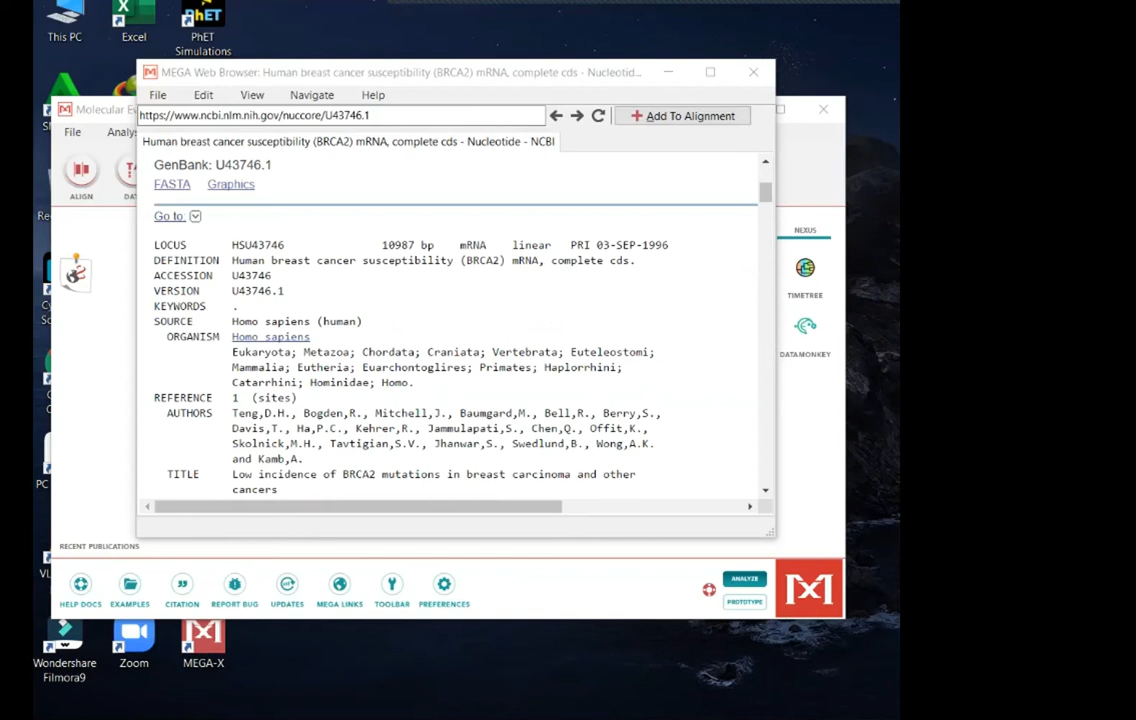 This PC
Excel
PhET
PhET
Simulations
MEGA Web Browser: Human breast cancer susceptibility (BRCA2) mRNA, complete cds - Nucleotid...
File Edit View Navigate Help
https://www.ncbi.nlm.nih.gov/nuccore/U43746.1
Add To Alignment
Human breast cancer susceptibility (BRCA2) mRNA, complete cds - Nucleotide - NCBI
GenBank: U43746.1
FASTA Graphics
Go to:
LOCUS HSU43746 10987 bp mRNA linear PRI 03-SEP-1996
DEFINITION Human breast cancer susceptibility (BRCA2) mRNA, complete cds.
ACCESSION U43746
VERSION U43746.1
KEYWORDS .
SOURCE Homo sapiens (human)
ORGANISM Homo sapiens
Eukaryota; Metazoa; Chordata; Craniata; Vertebrata; Euteleostomi;
Mammalia; Eutheria; Euarchontoglires; Primates; Haplorrhini;
Catarrhini; Hominidae; Homo.
REFERENCE 1 (sites)
AUTHORS Teng,D.H., Bogden,R., Mitchell,J., Baumgard,M., Bell,R., Berry,S.,
Davis,T., Ha,P.C., Kehrer,R., Jammulapati,S., Chen,Q., Offit,K.,
Skolnick,M.H., Tavtigian,S.V., Jhanwar,S., Swedlund,B., Wong,A.K.
and Kamb,A.
TITLE Low incidence of BRCA2 mutations in breast carcinoma and other
cancers
Molecular Ev
File Analys
ALIGN DAT
NEXUS
TIMETREE
DATAMONKEY
RECENT PUBLICATIONS
HELP DOCS EXAMPLES CITATION REPORT BUG UPDATES MEGA LINKS TOOLBAR PREFERENCES
ANALYZE
PROTOTYPE
Wondershare
Filmora9
Zoom
MEGA-X